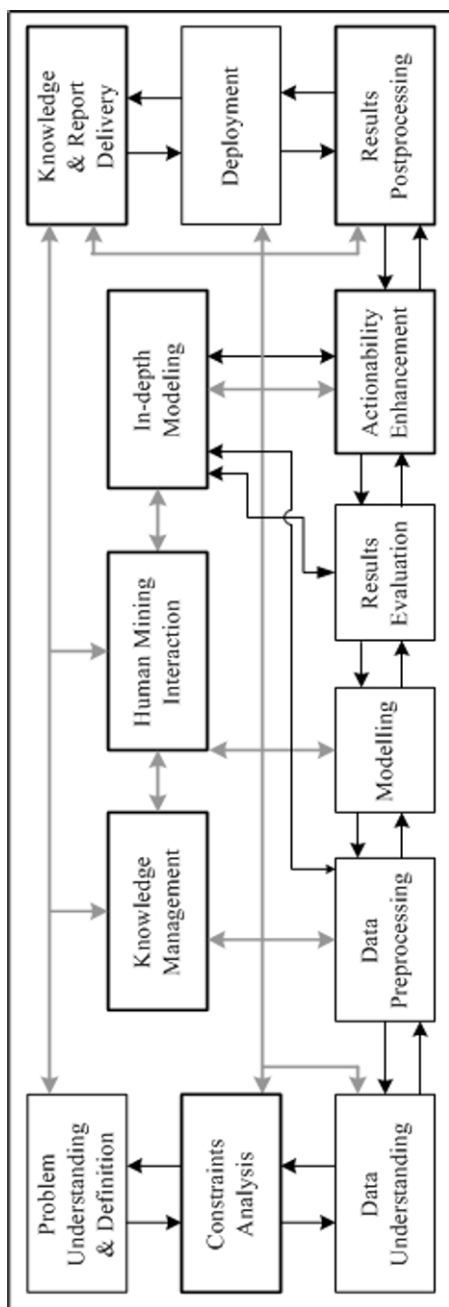 Problem
Understanding
& Definition
Knowledge
& Report
Delivery
Knowledge
Management
Human Mining
Interaction
In-depth
Modeling
Constraints
Analysis
Deployment
Data
Understanding
Data
Preprocessing
Modelling
Results
Evaluation
Actionability
Enhancement
Results
Postprocessing